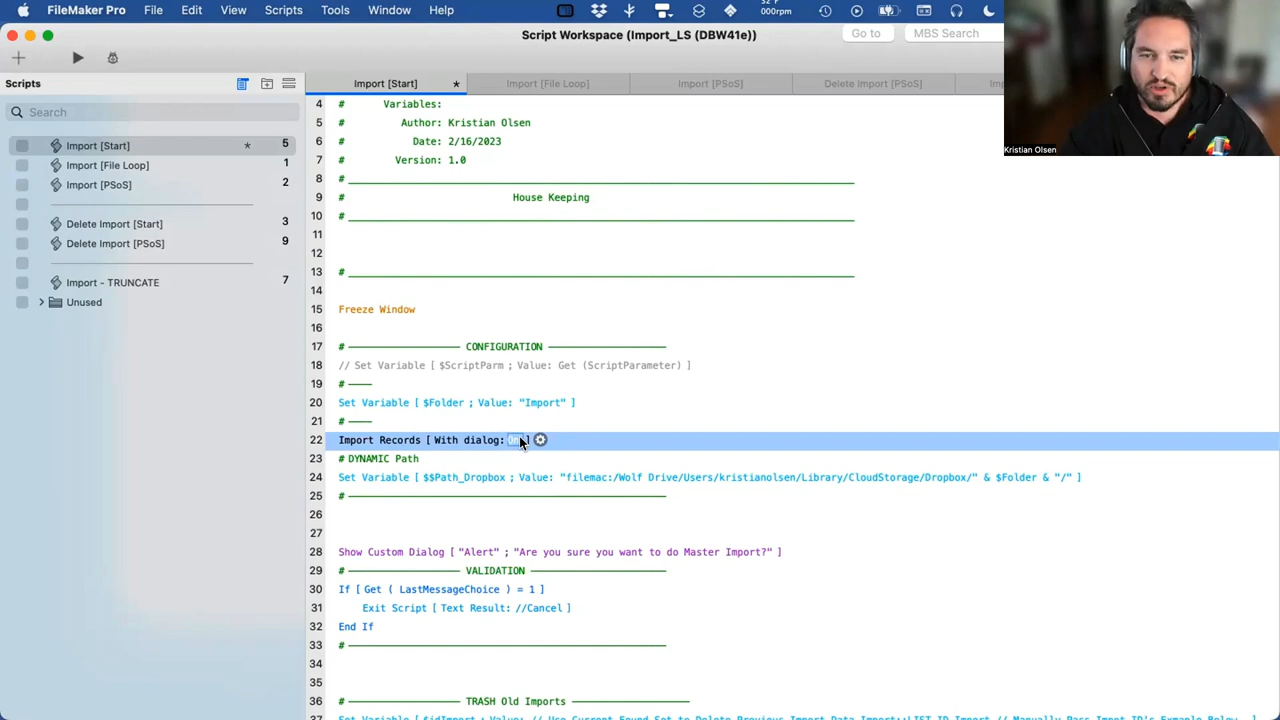 FileMaker Pro File Edit View Insert Format Scripts Tools Window Help 000rpm
Script Workspace (Import_LS (DBW41e))
Go to
MBS Search
Scripts
Import [Start] *
Import [File Loop]
Import [PSoS]
Delete Import [PSoS]
Search
Import [Start] * 5
Import [File Loop] 1
Import [PSoS] 2
Delete Import [Start] 3
Delete Import [PSoS] 9
Import - TRUNCATE 7
Unused
4 # Variables:
5 # Author: Kristian Olsen
6 # Date: 2/16/2023
7 # Version: 1.0
8 #
9 # House Keeping
10 #
11
12
13 #
14
15 Freeze Window
16
17 # CONFIGURATION
18 // Set Variable [ $ScriptParm ; Value: Get (ScriptParameter) ]
19 #
20 Set Variable [ $Folder ; Value: "Import" ]
21 #
22 Import Records [ With dialog: On ]
23 # DYNAMIC Path
24 Set Variable [ $$Path_Dropbox ; Value: "filemac:/Wolf Drive/Users/kristianolsen/Library/CloudStorage/Dropbox/" & $Folder & "/" ]
25 #
26
27
28 Show Custom Dialog [ "Alert" ; "Are you sure you want to do Master Import?" ]
29 # VALIDATION
30 If [ Get ( LastMessageChoice ) = 1 ]
31 Exit Script [ Text Result: //Cancel ]
32 End If
33 #
34
35
36 # TRASH Old Imports
Kristian Olsen